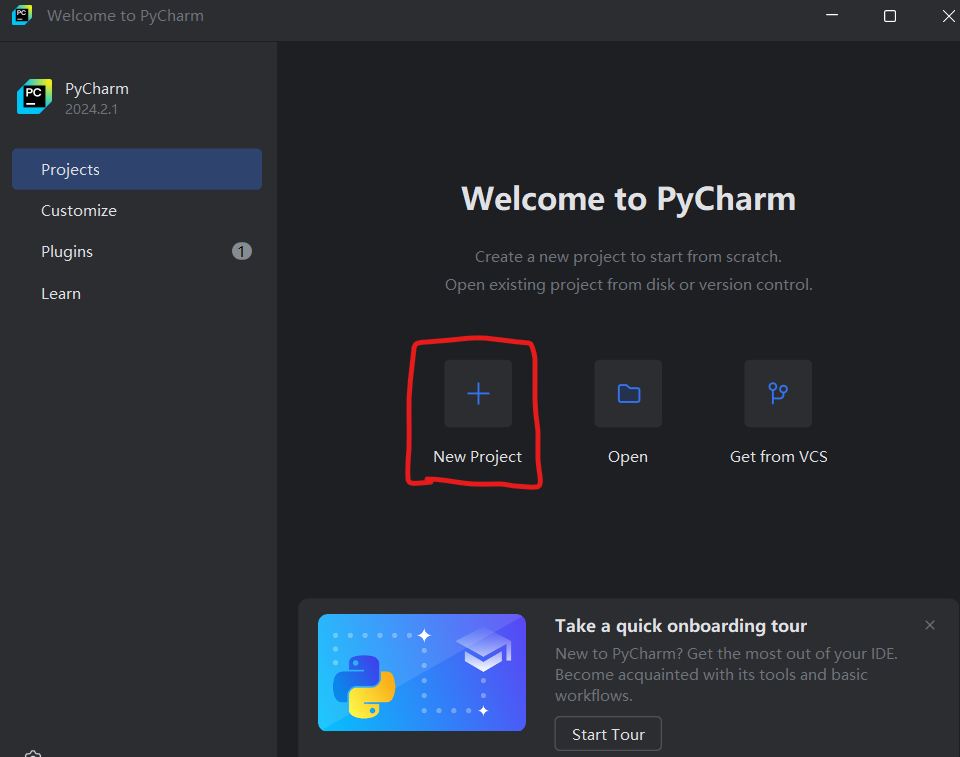 PC
Welcome to PyCharm
PC
PyCharm
2024.2.1
Projects
Customize
Plugins
1
Learn
Welcome to PyCharm
Create a new project to start from scratch.
Open existing project from disk or version control.
New Project
Open
Get from VCS
Take a quick onboarding tour
New to PyCharm? Get the most out of your IDE.
Become acquainted with its tools and basic
workflows.
Start Tour